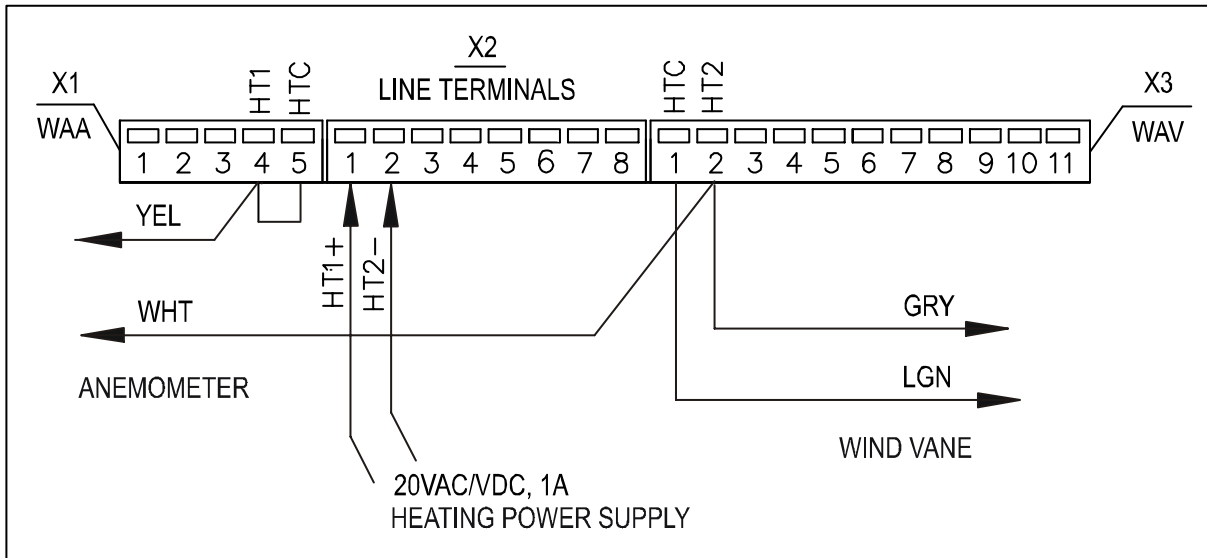 X2
LINE TERMINALS
X1
WAA
HT1
HTC
HTC
HT2
X3
WAV
1 2 3 4 5
1 2 3 4 5 6 7 8
1 2 3 4 5 6 7 8 9 10 11
YEL
HT1+
HT2-
WHT
GRY
ANEMOMETER
LGN
WIND VANE
20VAC/VDC, 1A
HEATING POWER SUPPLY